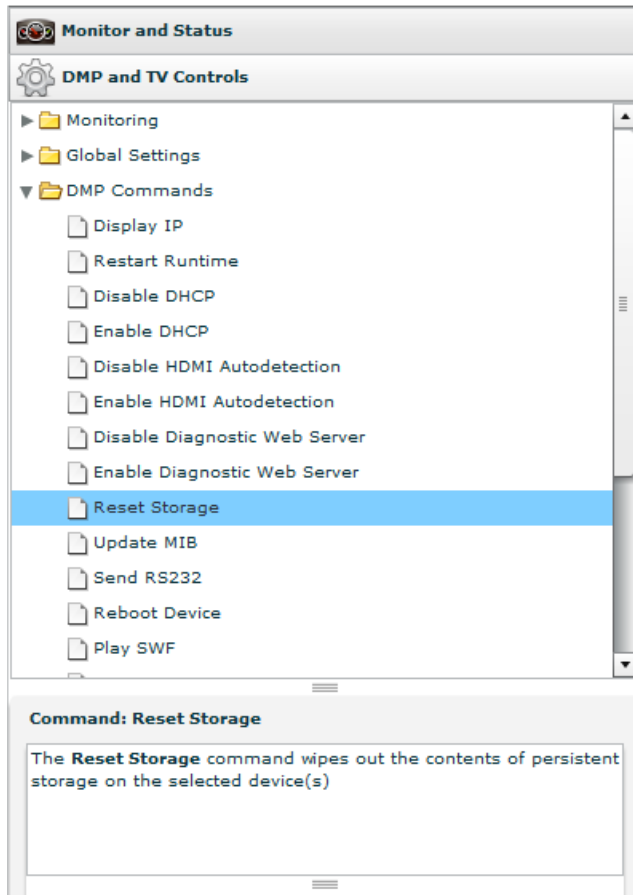 Monitor and Status
DMP and TV Controls
Monitoring
Global Settings
DMP Commands
Display IP
Restart Runtime
Disable DHCP
Enable DHCP
Disable HDMI Autodetection
Enable HDMI Autodetection
Disable Diagnostic Web Server
Enable Diagnostic Web Server
Reset Storage
Update MIB
Send RS232
Reboot Device
Play SWF
Command: Reset Storage
The Reset Storage command wipes out the contents of persistent
storage on the selected device(s)